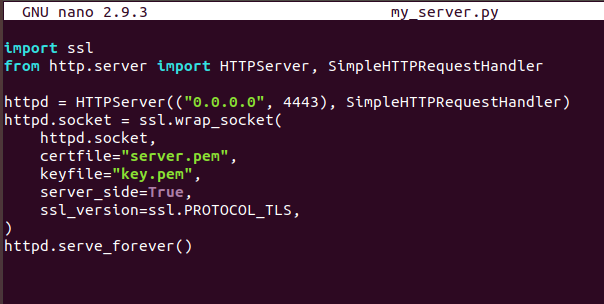 GNU nano 2.9.3 my_server.py
import ssl
from http.server import HTTPServer, SimpleHTTPRequestHandler
httpd = HTTPServer(("0.0.0.0", 4443), SimpleHTTPRequestHandler)
httpd.socket = ssl.wrap_socket(
    httpd.socket,
    certfile="server.pem",
    keyfile="key.pem",
    server_side=True,
    ssl_version=ssl.PROTOCOL_TLS,
)
httpd.serve_forever()